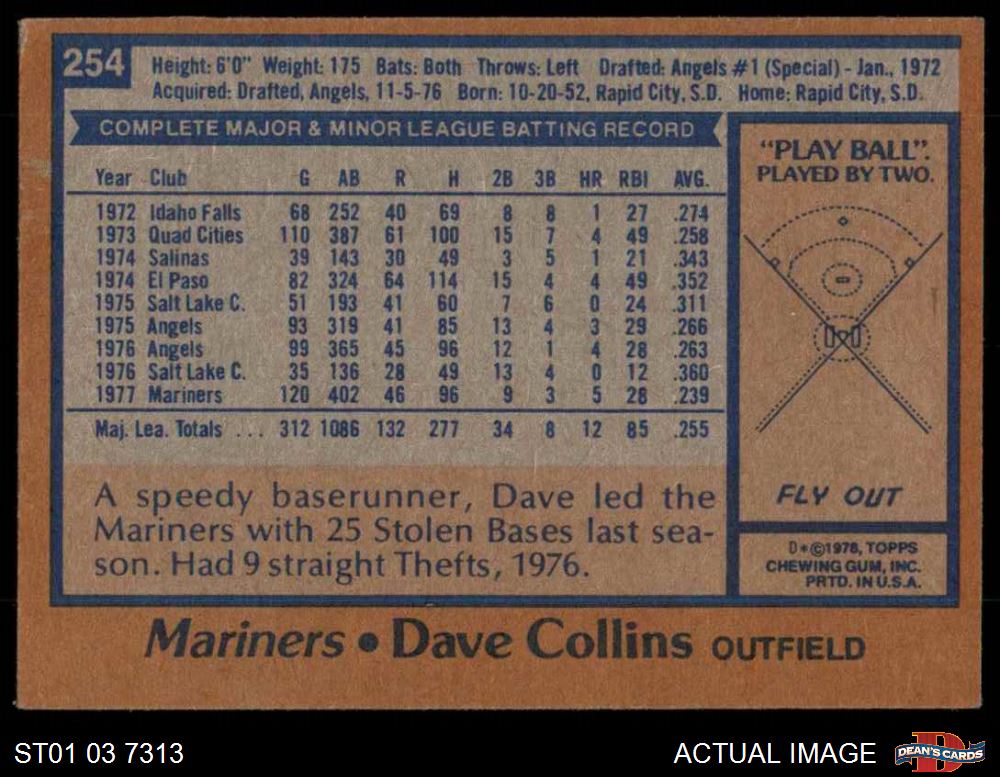 254
Height: 6'0" Weight: 175 Bats: Both Throws: Left Drafted: Angels #1 (Special) - Jan., 1972
Acquired: Drafted, Angels, 11-5-76 Born: 10-20-52, Rapid City, S.D. Home: Rapid City, S.D.
COMPLETE MAJOR & MINOR LEAGUE BATTING RECORD
Year Club G AB R H 2B 3B HR RBI AVG.
1972 Idaho Falls 68 252 40 69 8 8 1 27 .274
1973 Quad Cities 110 387 61 100 15 7 4 49 .258
1974 Salinas 39 143 30 49 3 5 1 21 .343
1974 El Paso 82 324 64 114 15 4 4 49 .352
1975 Salt Lake C. 51 193 41 60 7 6 0 24 .311
1975 Angels 93 319 41 85 13 4 3 29 .266
1976 Angels 99 365 45 96 12 1 4 28 .263
1976 Salt Lake C. 35 136 28 49 13 4 0 12 .360
1977 Mariners 120 402 46 96 9 3 5 28 .239
Maj. Lea. Totals ... 312 1086 132 277 34 8 12 85 .255
A speedy baserunner, Dave led the
Mariners with 25 Stolen Bases last sea-
son. Had 9 straight Thefts, 1976.
"PLAY BALL".
PLAYED BY TWO.
FLY OUT
D*©1978, TOPPS
CHEWING GUM, INC.
PRTD. IN U.S.A.
Mariners • Dave Collins OUTFIELD
ST01 03 7313
ACTUAL IMAGE
D
DEAN'S CARDS